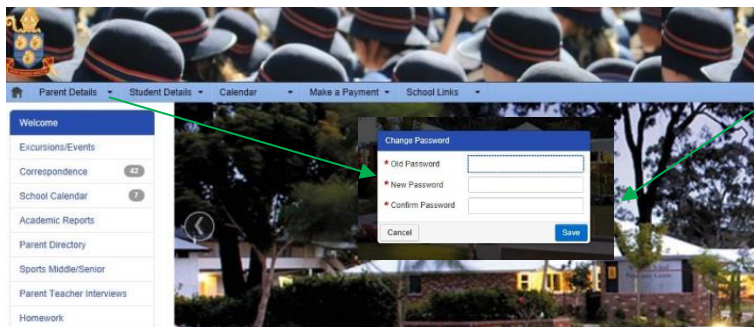 Parent Details Student Details Calendar Make a Payment School Links
Welcome
Excursions/Events
Correspondence 42
School Calendar 7
Academic Reports
Parent Directory
Sports Middle/Senior
Parent Teacher Interviews
Homework
Change Password
* Old Password
* New Password
* Confirm Password
Cancel Save